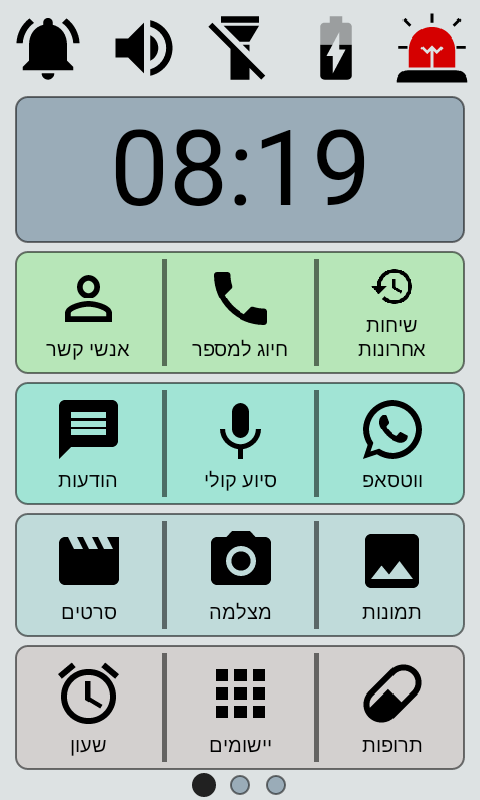 08:19
שיחות
אחרונות
חיוג למספר
אנשי קשר
ווטסאפ
סיוע קולי
הודעות
תמונות
מצלמה
סרטים
תרופות
יישומים
שעון